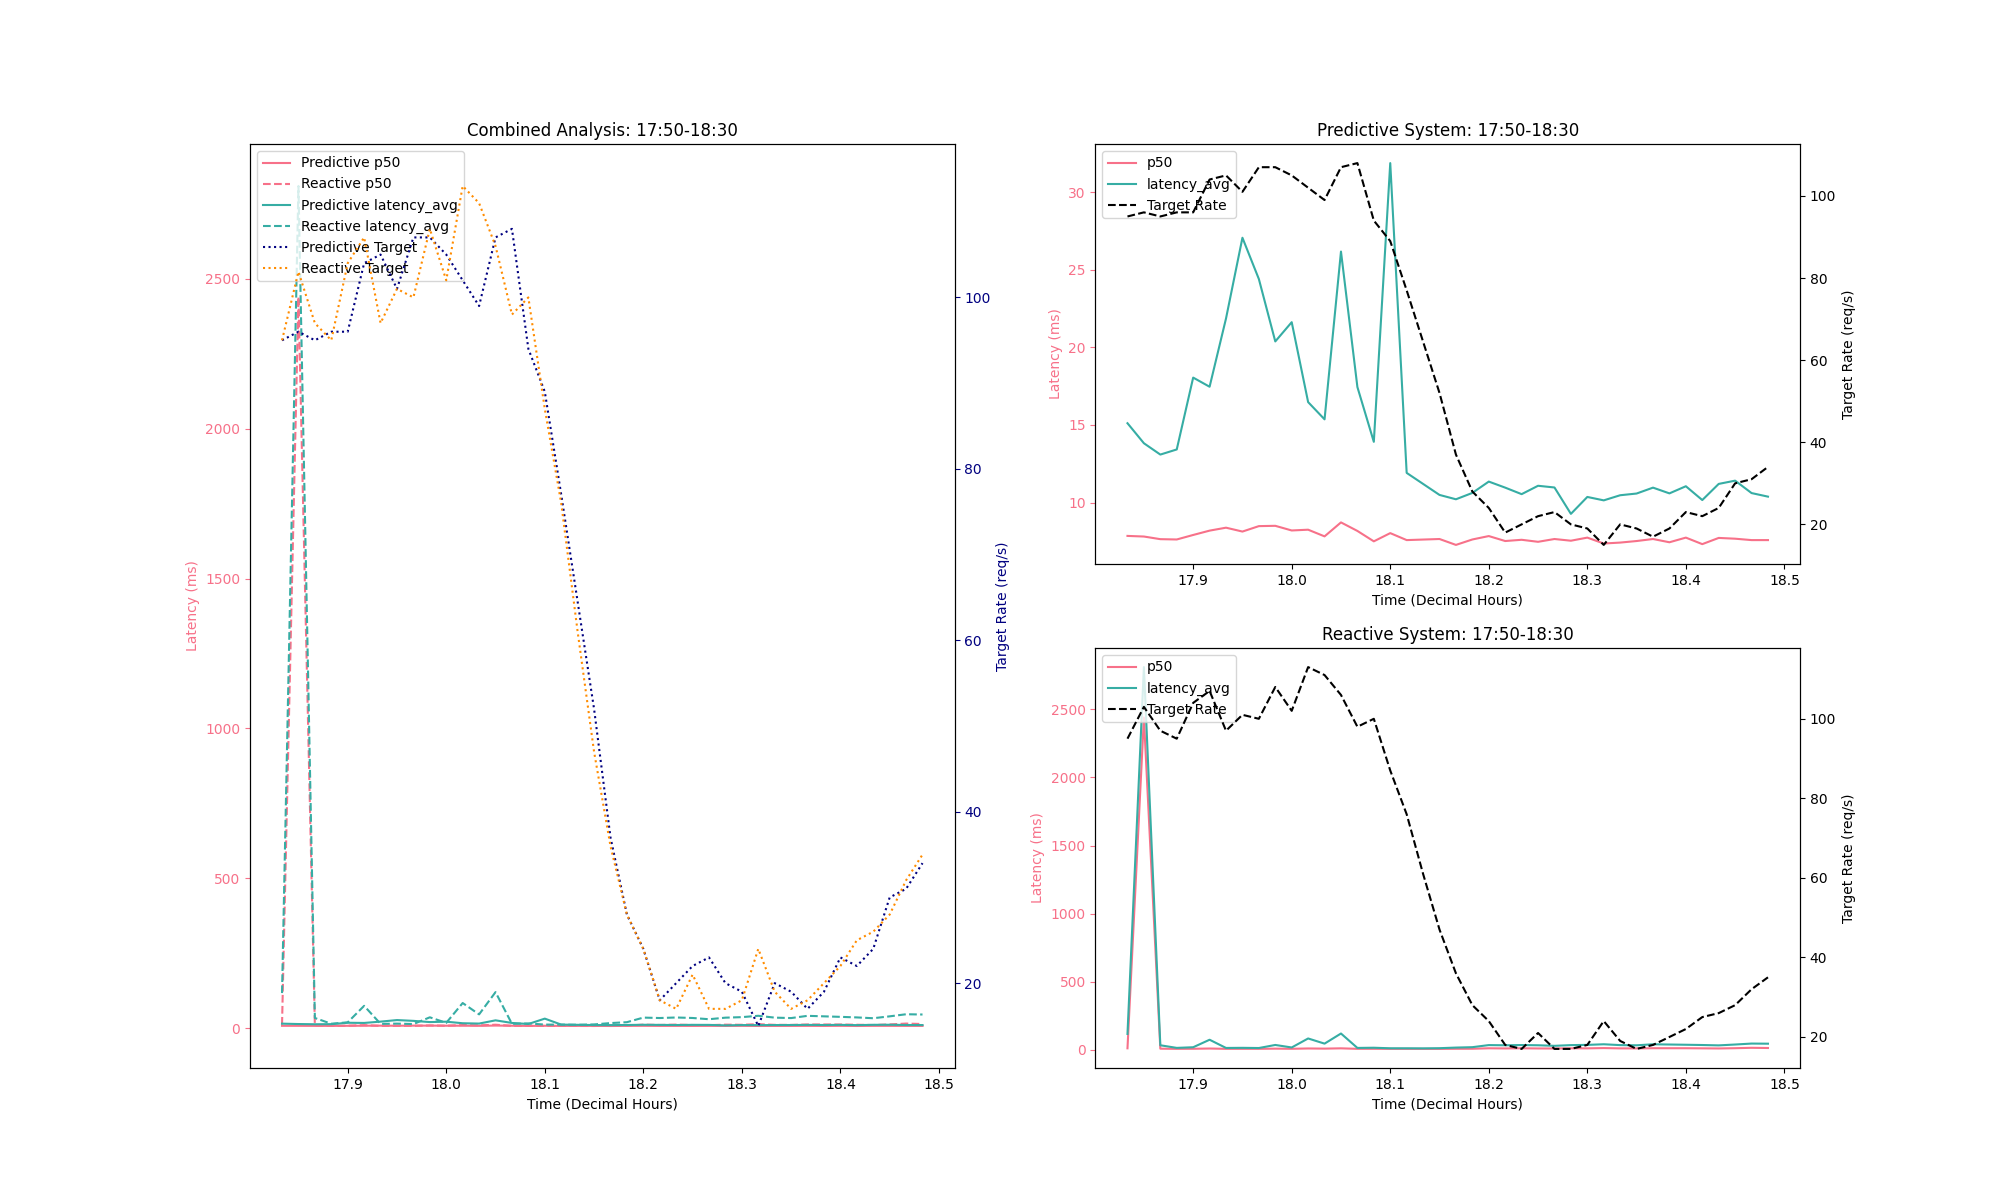 Combined Analysis: 17:50-18:30
Predictive p50
Reactive p50
Predictive latency_avg
Reactive latency_avg
Predictive Target
Reactive Target
Latency (ms)
2500
2000
1500
1000
500
0
100
80
60
40
20
Target Rate (req/s)
17.9 18.0 18.1 18.2 18.3 18.4 18.5
Time (Decimal Hours)
Predictive System: 17:50-18:30
p50
latency_avg
Target Rate
Latency (ms)
30
25
20
15
10
100
80
60
40
20
Target Rate (req/s)
17.9 18.0 18.1 18.2 18.3 18.4 18.5
Time (Decimal Hours)
Reactive System: 17:50-18:30
p50
latency_avg
Target Rate
Latency (ms)
2500
2000
1500
1000
500
0
100
80
60
40
20
Target Rate (req/s)
17.9 18.0 18.1 18.2 18.3 18.4 18.5
Time (Decimal Hours)